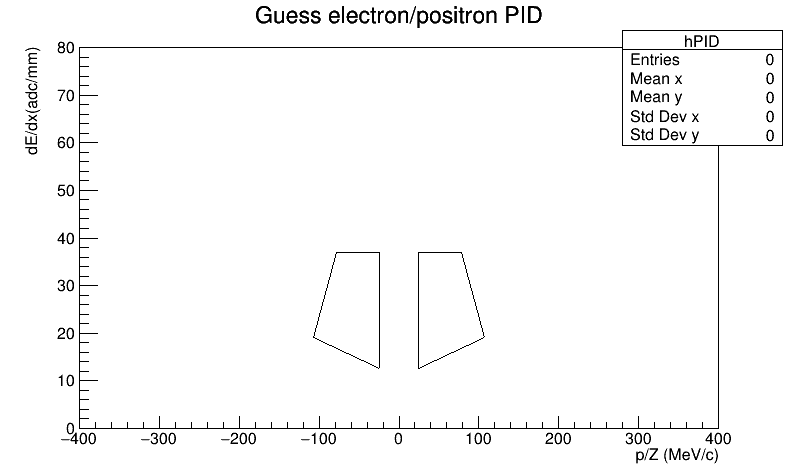 Guess electron/positron PID
hPID
Entries 0
Mean x 0
Mean y 0
Std Dev x 0
Std Dev y 0
dE/dx(adc/mm)
80
70
60
50
40
30
20
10
0
−400 −300 −200 −100 0 100 200 300 400
p/Z (MeV/c)